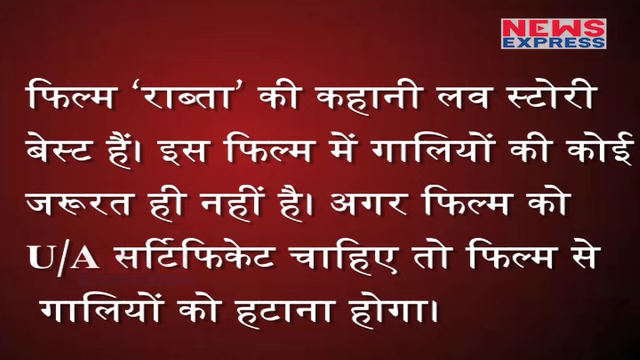 NEWS
EXPRESS
फिल्म ‘राब्ता’ की कहानी लव स्टोरी
बेस्ट हैं। इस फिल्म में गालियों की कोई
जरूरत ही नहीं है। अगर फिल्म को
U/A सर्टिफिकेट चाहिए तो फिल्म से
गालियों को हटाना होगा।